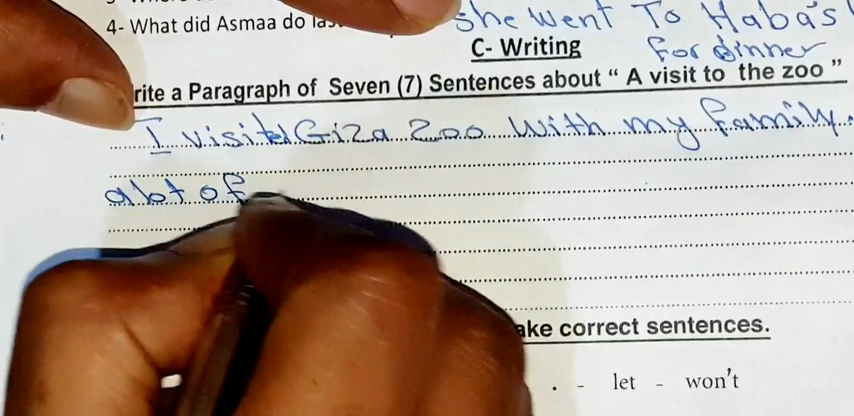 4- What did Asmaa do
She went To Haba's
C- Writing
For dinner
rite a Paragraph of Seven (7) Sentences about “ A visit to the zoo ”
I visited Giza Zoo with my family.
a lot of
ake correct sentences.
. - let - won't